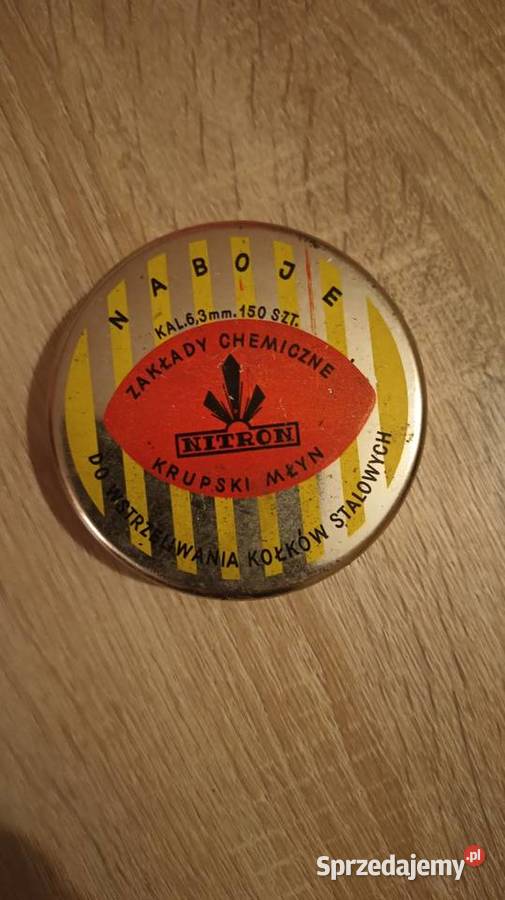 NABOJE
KAL.6,3mm.150 SZT.
ZAKŁADY CHEMICZNE
NITRON
KRUPSKI MŁYN
DO WSTRZELIWANIA KOŁKÓW STALOWYCH
Sprzedajemy.pl